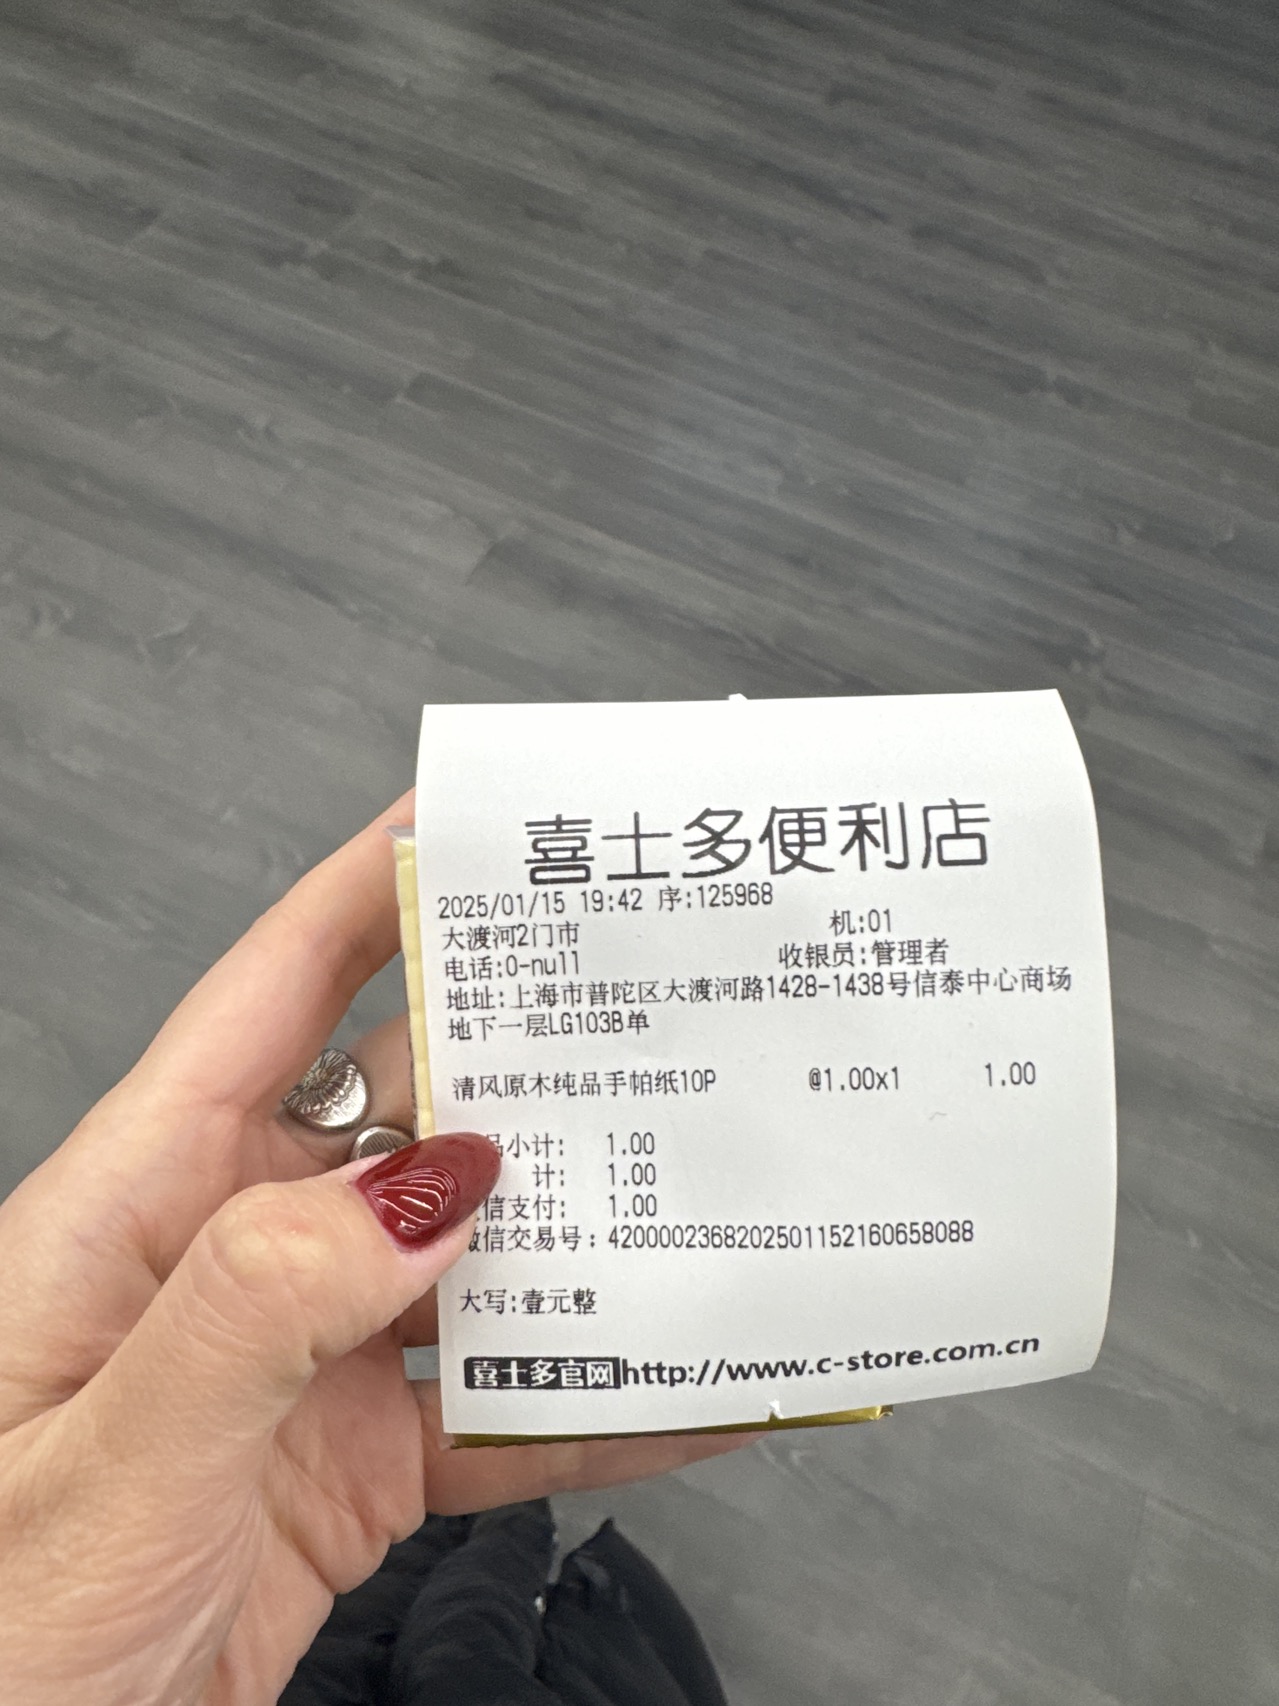 喜士多便利店
2025/01/15 19:42 序:125968
大渡河2门市 机:01
电话:0-null 收银员:管理者
地址:上海市普陀区大渡河路1428-1438号信泰中心商场
地下一层LG103B单
清风原木纯品手帕纸10P @1.00x1 1.00
品小计: 1.00
计: 1.00
信支付: 1.00
微信交易号: 4200002368202501152160658088
大写:壹元整
喜士多官网http://www.c-store.com.cn